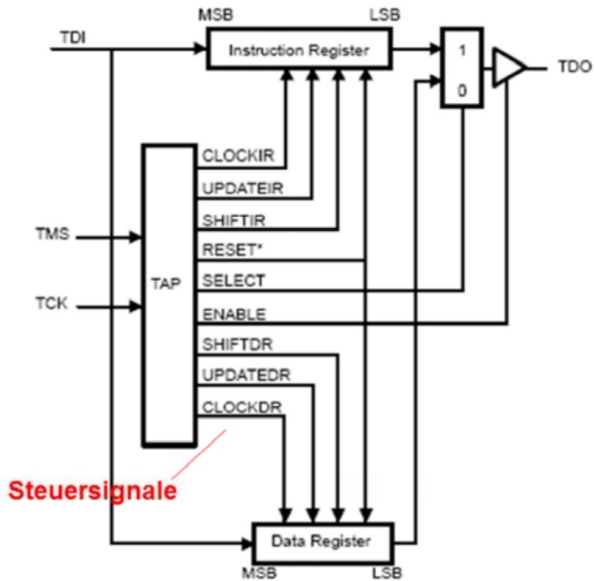 MSB LSB
TDI
Instruction Register
1
TDO
0
CLOCKIR
UPDATEIR
SHIFTIR
TMS
RESET*
TAP
SELECT
TCK
ENABLE
SHIFTDR
UPDATEDR
CLOCKDR
Steuersignale
Data Register
MSB LSB